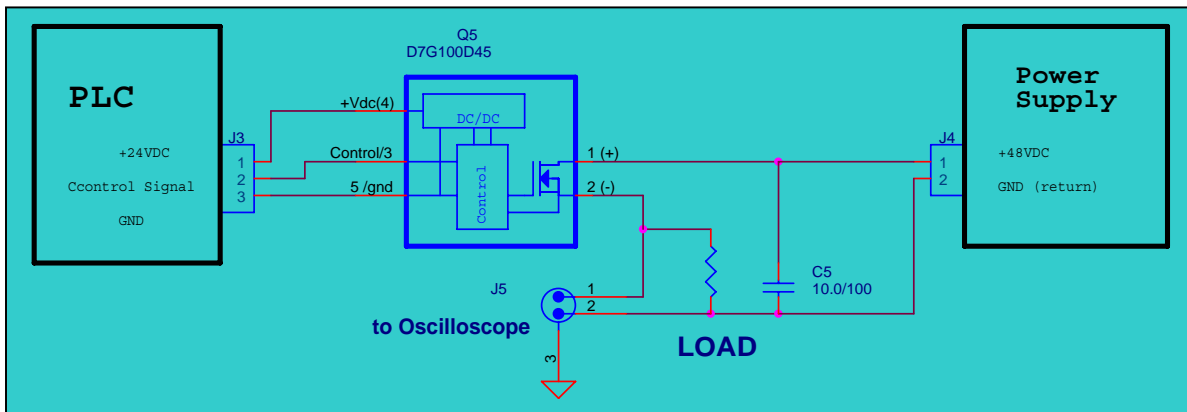 Q5
D7G100D45
PLC
+24VDC
Ccontrol Signal
GND
J3
1
2
3
+Vdc(4)
Control/3
5 /gnd
DC/DC
Control
1 (+)
2 (-)
J4
1
2
Power
Supply
+48VDC
GND (return)
C5
10.0/100
J5
1
2
3
to Oscilloscope
LOAD